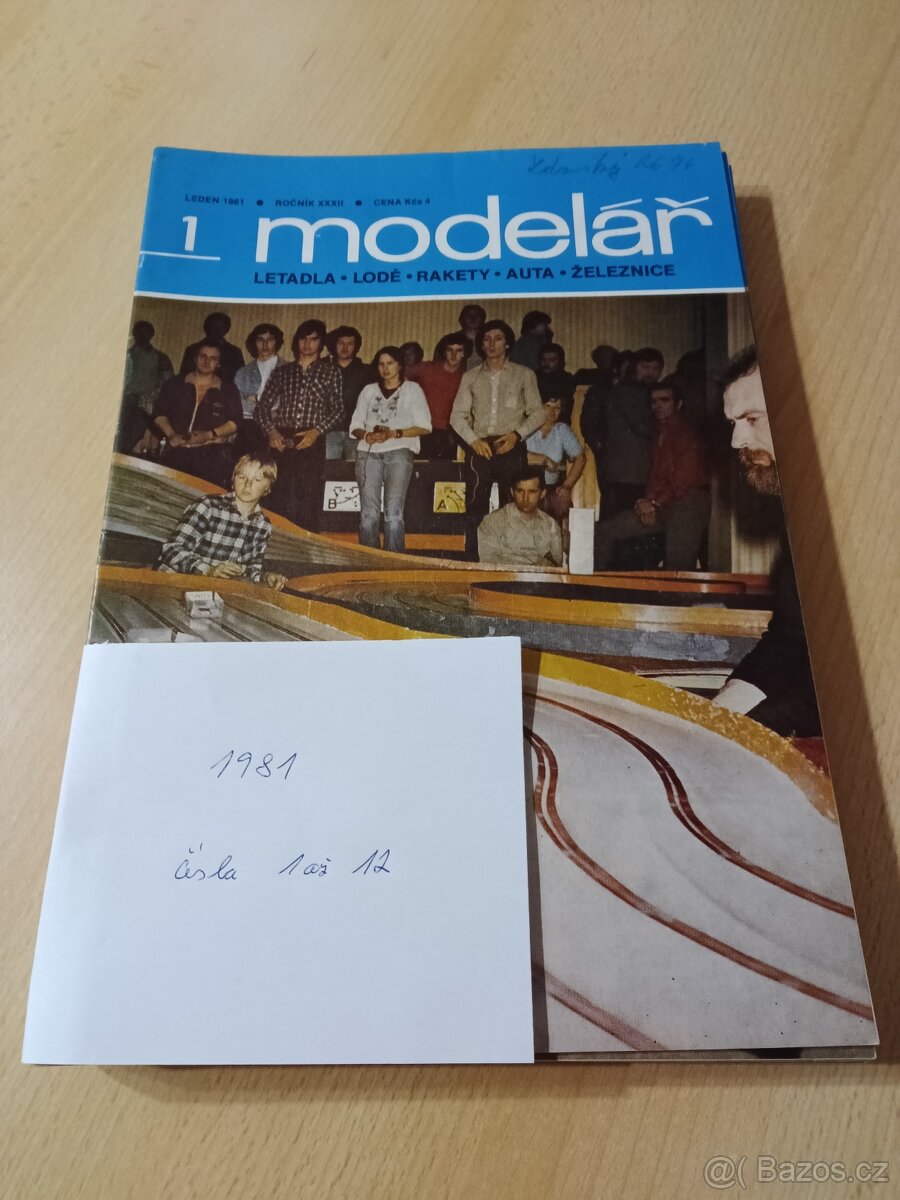 LEDEN 1981 ● ROČNÍK XXXII ● CENA Kčs 4
1 modelář
LETADLA • LODĚ • RAKETY • AUTA • ŽELEZNICE
B
A
1981
čísla 1 až 12
@( Bazos.cz